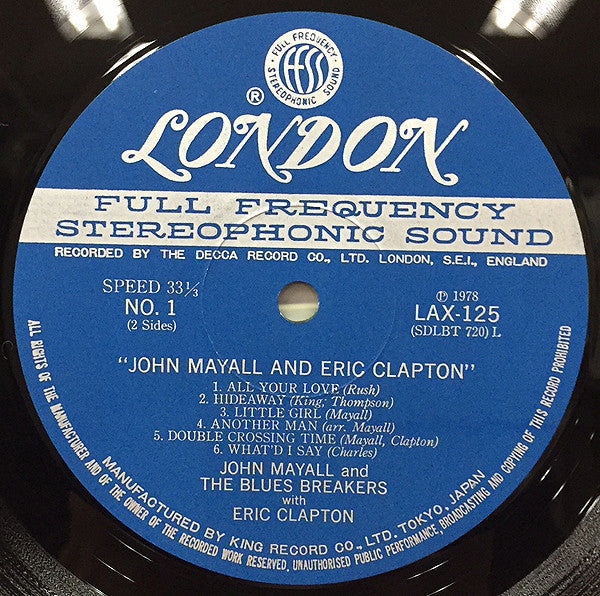 FULL FREQUENCY
ffss
STEREOPHONIC SOUND
®
LONDON
FULL FREQUENCY
STEREOPHONIC SOUND
RECORDED BY THE DECCA RECORD CO., LTD. LONDON, S.E.I., ENGLAND
SPEED 33⅓
NO. 1
(2 Sides)
℗ 1978
LAX-125
(SDLBT 720) L
"JOHN MAYALL AND ERIC CLAPTON"
1. ALL YOUR LOVE (Rush)
2. HIDEAWAY (King, Thompson)
3. LITTLE GIRL (Mayall)
4. ANOTHER MAN (arr. Mayall)
5. DOUBLE CROSSING TIME (Mayall, Clapton)
6. WHAT'D I SAY (Charles)
JOHN MAYALL and
THE BLUES BREAKERS
with
ERIC CLAPTON
MANUFACTURED BY KING RECORD CO., LTD. TOKYO, JAPAN
ALL RIGHTS OF THE MANUFACTURER AND OF THE OWNER OF THE RECORDED WORK RESERVED. UNAUTHORISED PUBLIC PERFORMANCE, BROADCASTING AND COPYING OF THIS RECORD PROHIBITED